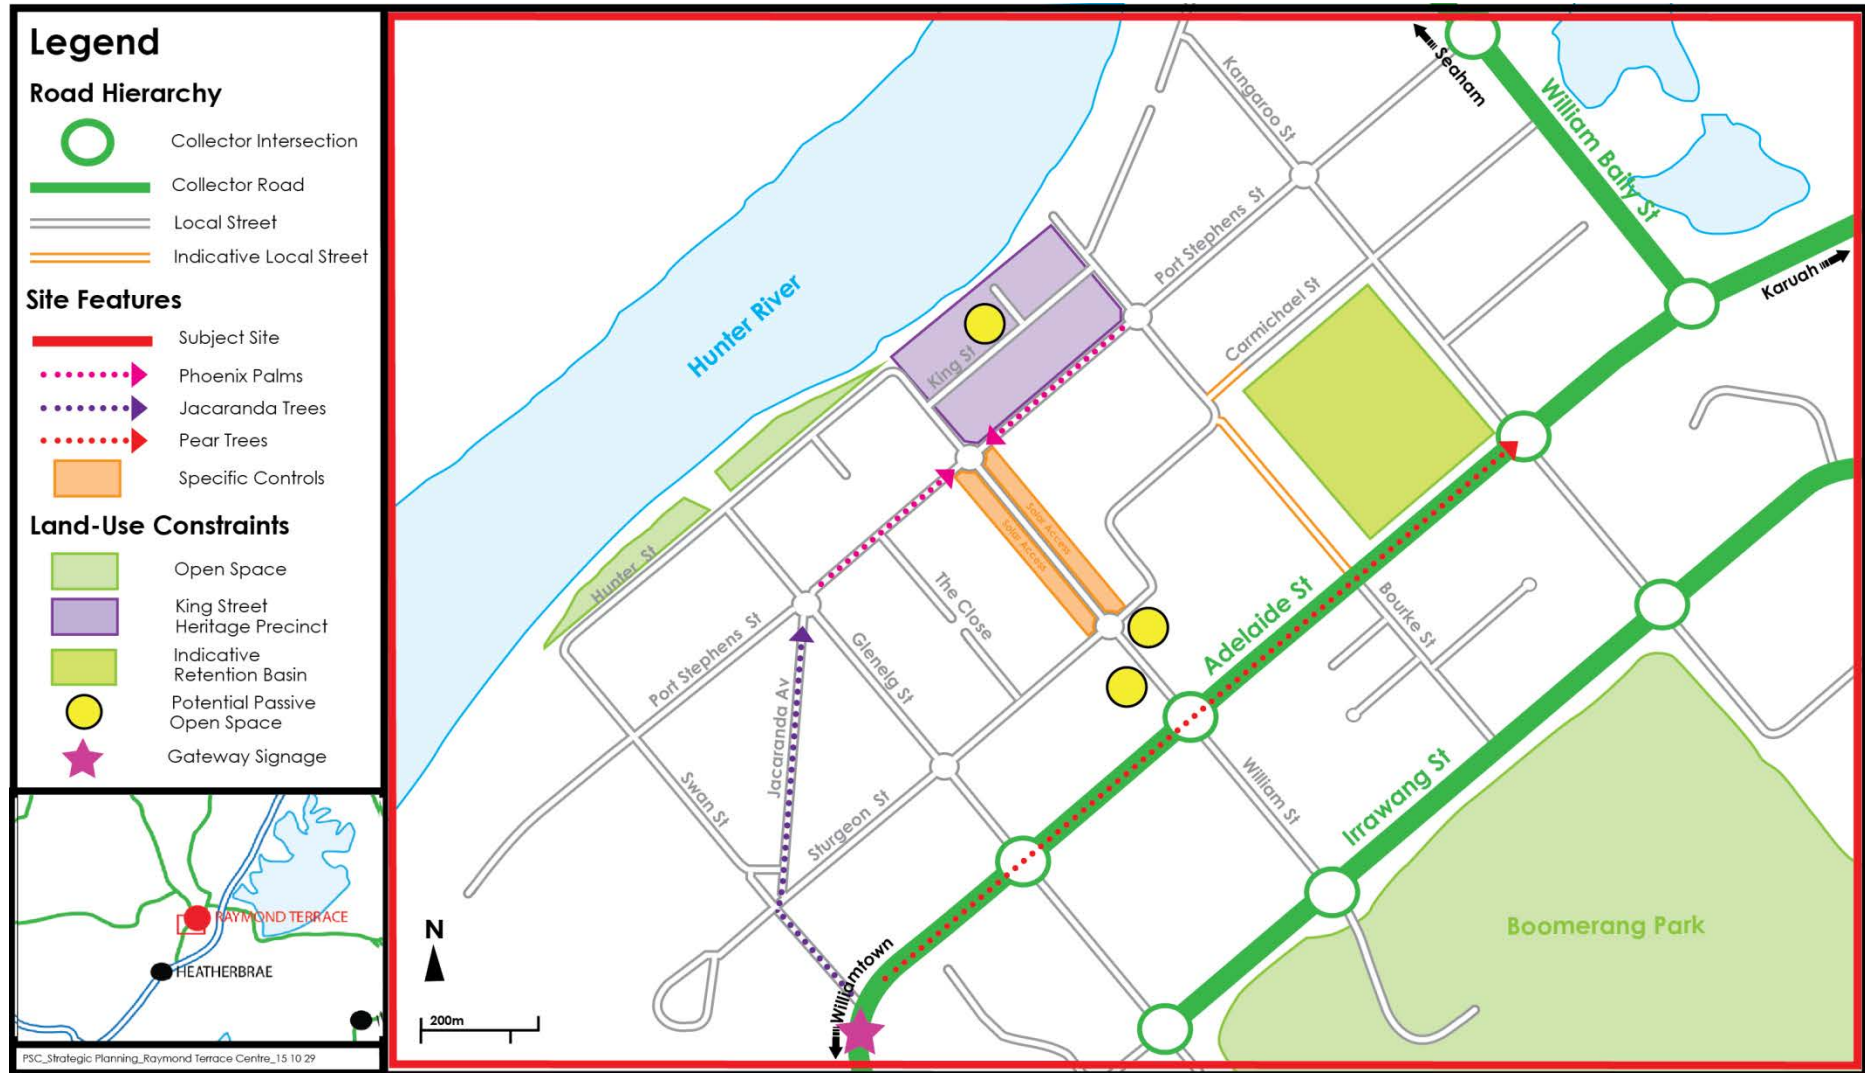 Legend
Road Hierarchy
Collector Intersection
Collector Road
Local Street
Indicative Local Street
Site Features
Subject Site
Phoenix Palms
Jacaranda Trees
Pear Trees
Specific Controls
Land-Use Constraints
Open Space
King Street
Heritage Precinct
Indicative
Retention Basin
Potential Passive
Open Space
Gateway Signage
RAYMOND TERRACE
HEATHERBRAE
PSC_Strategic Planning_Raymond Terrace Centre_15 10 29
Seaham
Kangaroo St
William Baily St
Karuah
Port Stephens St
Hunter River
Carmichael St
King St
Solar Access
Solar Access
Hunter St
The Close
Bourke St
Adelaide St
Port Stephens St
Glenelg St
Jacaranda Av
Swan St
Sturgeon St
William St
Irrawang St
Boomerang Park
Williamtown
N
200m